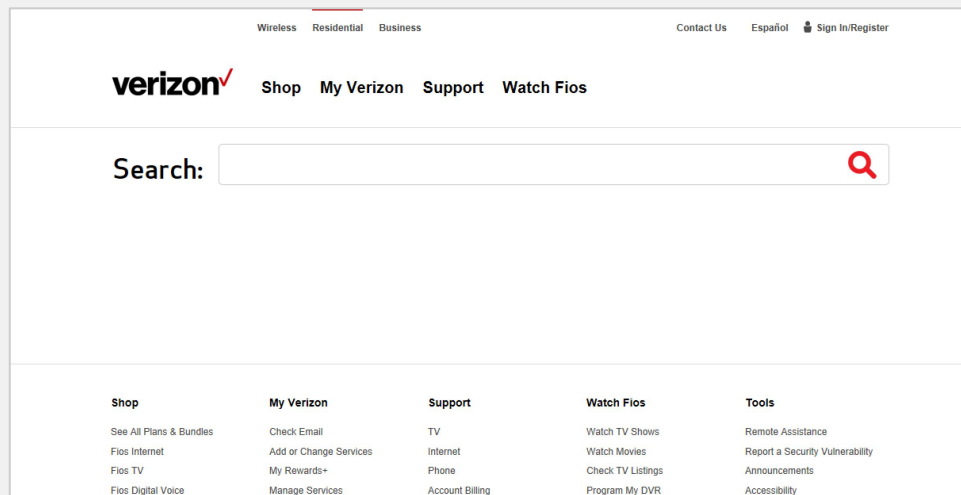 Wireless Residential Business Contact Us Español Sign In/Register
verizon Shop My Verizon Support Watch Fios
Search:
Shop My Verizon Support Watch Fios Tools
See All Plans & Bundles Check Email TV Watch TV Shows Remote Assistance
Fios Internet Add or Change Services Internet Watch Movies Report a Security Vulnerability
Fios TV My Rewards+ Phone Check TV Listings Announcements
Fios Digital Voice Manage Services Account Billing Program My DVR Accessibility